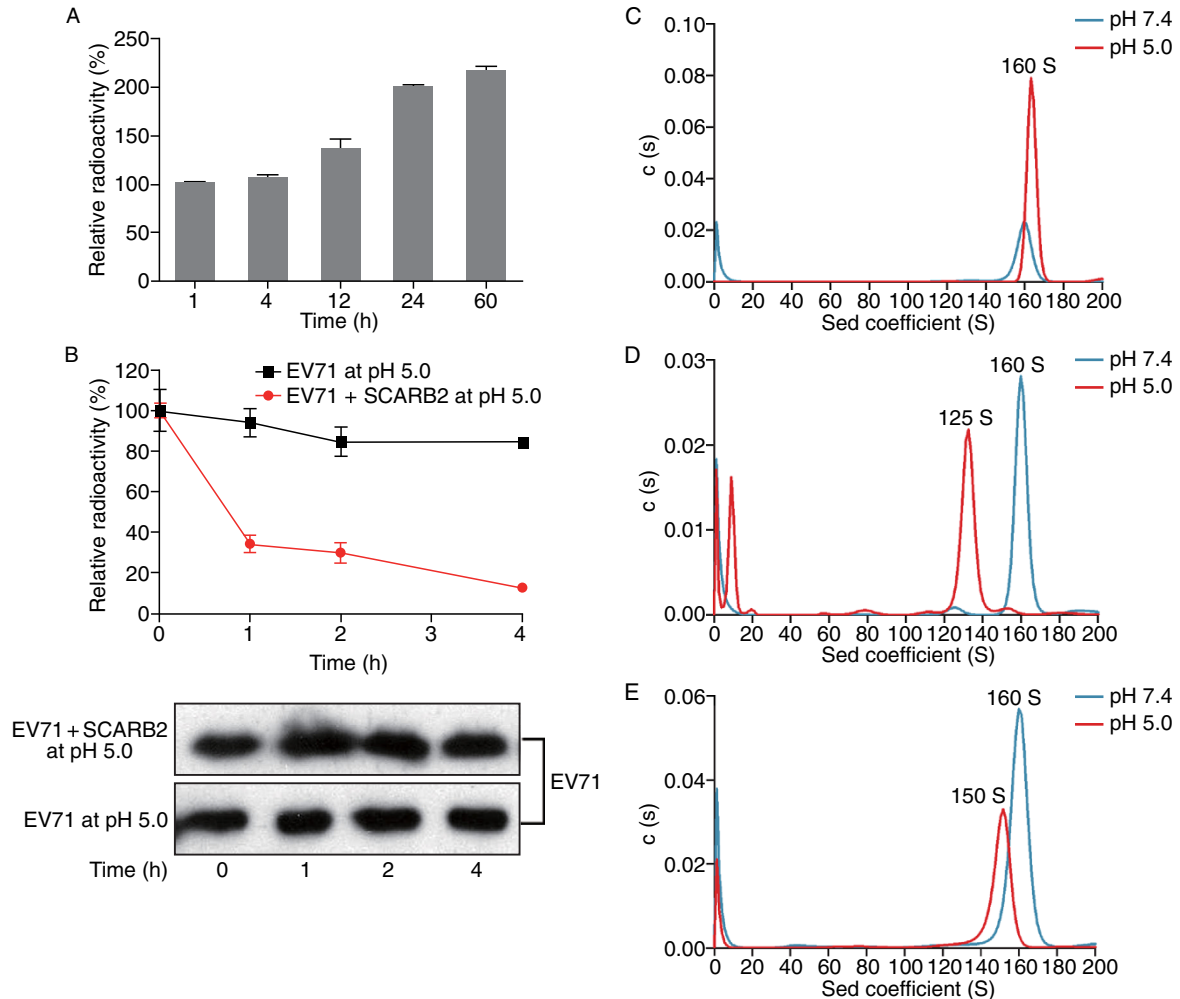 A
250
200
150
100
50
0
Relative radioactivity (%)
1 4 12 24 60
Time (h)
B
120
100
80
60
40
20
0
Relative radioactivity (%)
EV71 at pH 5.0
EV71 + SCARB2 at pH 5.0
0 1 2 3 4
Time (h)
EV71 + SCARB2
at pH 5.0
EV71 at pH 5.0
EV71
Time (h) 0 1 2 4
C
pH 7.4
pH 5.0
160 S
0.10
0.08
0.06
0.04
0.02
0.00
c (s)
0 20 40 60 80 100 120 140 160 180 200
Sed coefficient (S)
D
pH 7.4
pH 5.0
160 S
125 S
0.03
0.02
0.01
0.00
c (s)
0 20 40 60 80 100 120 140 160 180 200
Sed coefficient (S)
E
pH 7.4
pH 5.0
160 S
150 S
0.06
0.04
0.02
0.00
c (s)
0 20 40 60 80 100 120 140 160 180 200
Sed coefficient (S)